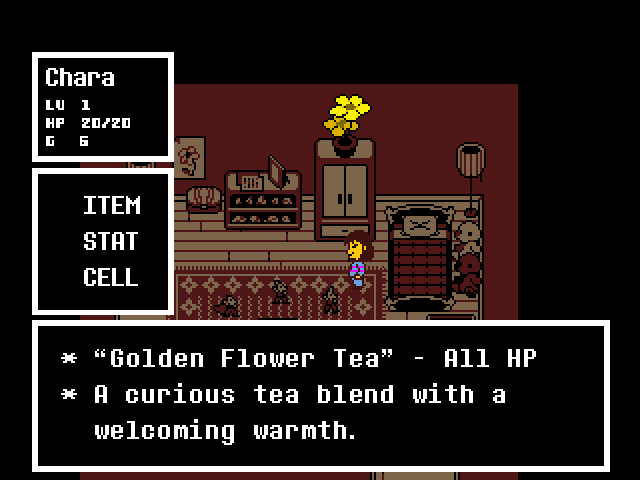 Chara
LV 1
HP 20/20
G 6
ITEM
STAT
CELL
* “Golden Flower Tea” - All HP
* A curious tea blend with a
welcoming warmth.